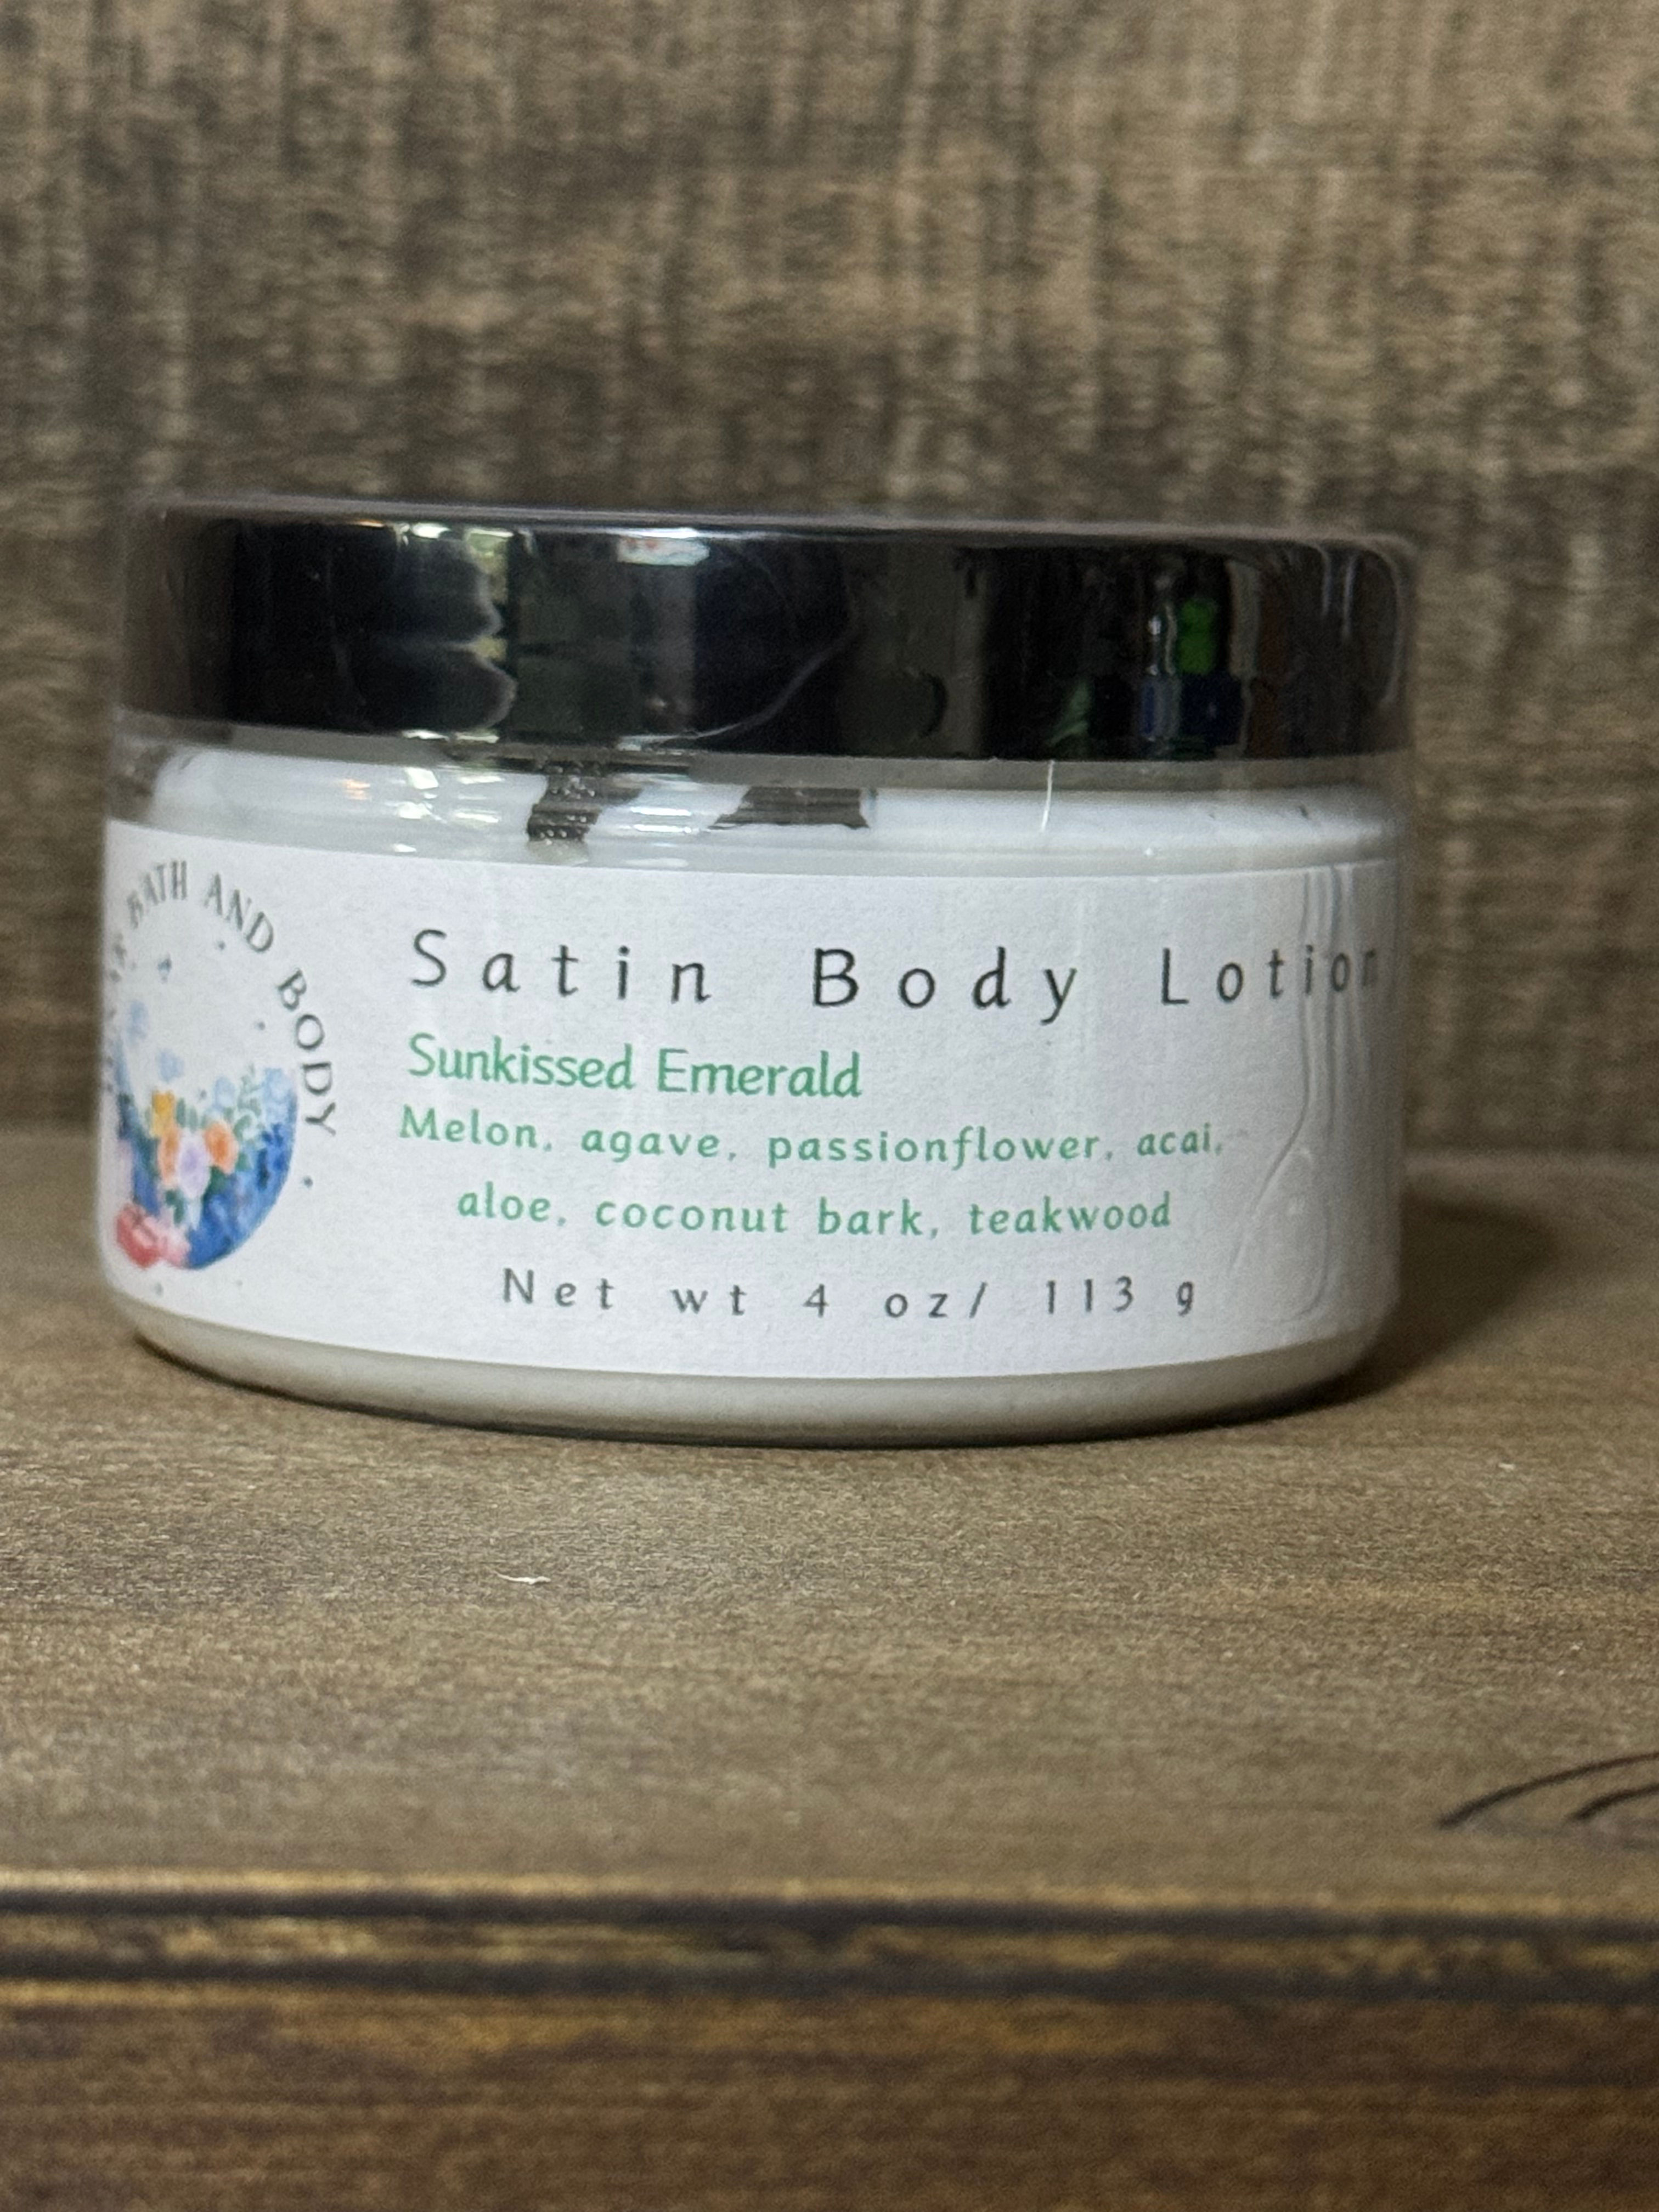 BATH AND BODY
Satin Body Lotion
Sunkissed Emerald
Melon, agave, passionflower, acai,
aloe, coconut bark, teakwood
Net wt 4 oz/ 113 g